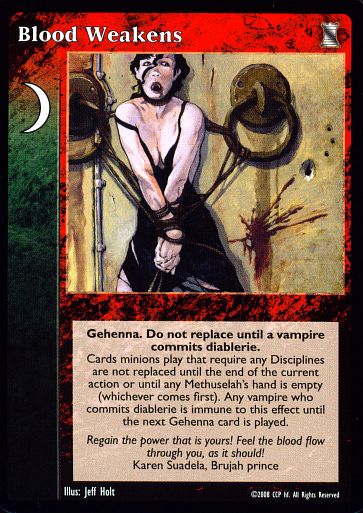 Blood Weakens
Gehenna. Do not replace until a vampire
commits diablerie.
Cards minions play that require any Disciplines
are not replaced until the end of the current
action or until any Methuselah's hand is empty
(whichever comes first). Any vampire who
commits diablerie is immune to this effect until
the next Gehenna card is played.
Regain the power that is yours! Feel the blood flow
through you, as it should!
Karen Suadela, Brujah prince
Illus: Jeff Holt
©2008 CCP hf. All Rights Reserved